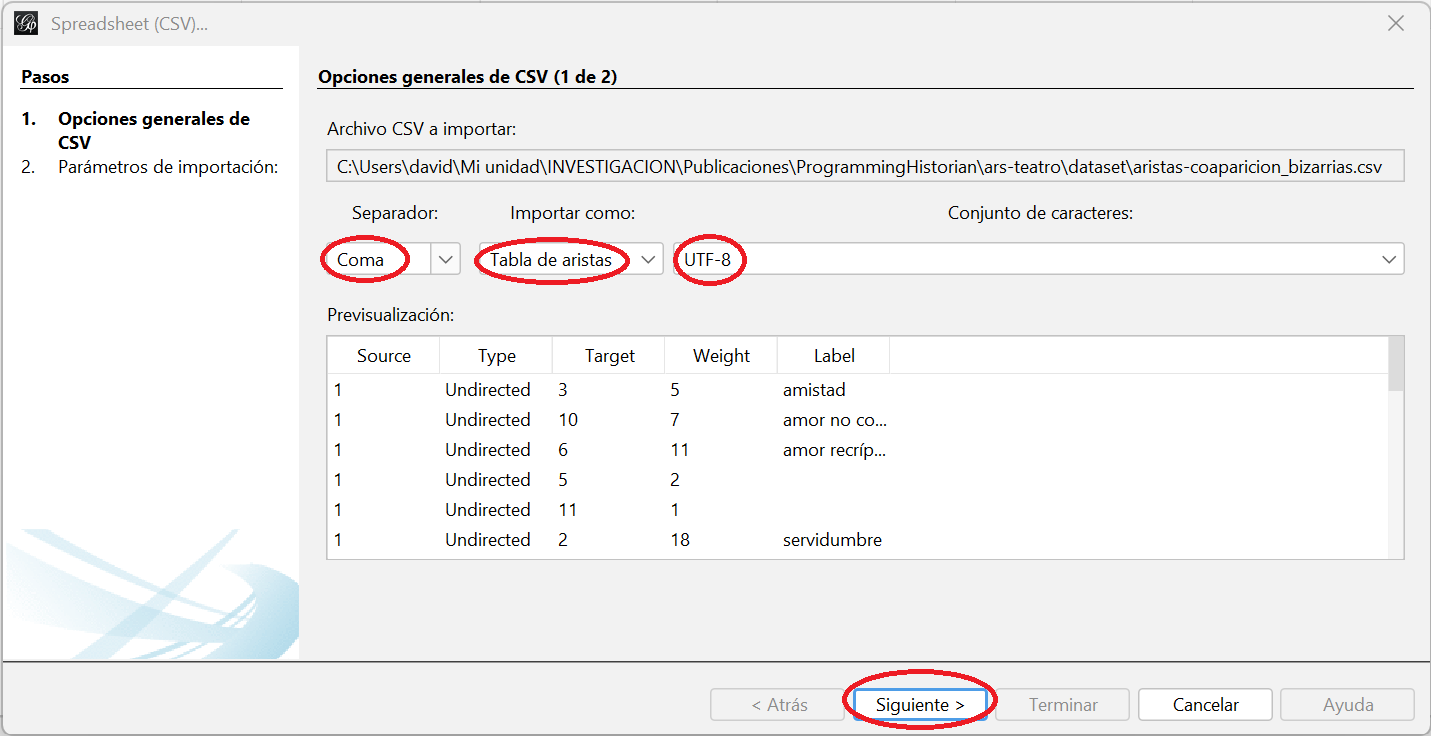 Spreadsheet (CSV)...
Pasos
1. Opciones generales de
CSV
2. Parámetros de importación:
Opciones generales de CSV (1 de 2)
Archivo CSV a importar:
C:\Users\david\Mi unidad\INVESTIGACION\Publicaciones\ProgrammingHistorian\ars-teatro\dataset\aristas-coaparicion_bizarrias.csv
Separador: Importar como: Conjunto de caracteres:
Coma Tabla de aristas UTF-8
Previsualización:
Source Type Target Weight Label
1 Undirected 3 5 amistad
1 Undirected 10 7 amor no co...
1 Undirected 6 11 amor recríp...
1 Undirected 5 2
1 Undirected 11 1
1 Undirected 2 18 servidumbre
< Atrás Siguiente > Terminar Cancelar Ayuda